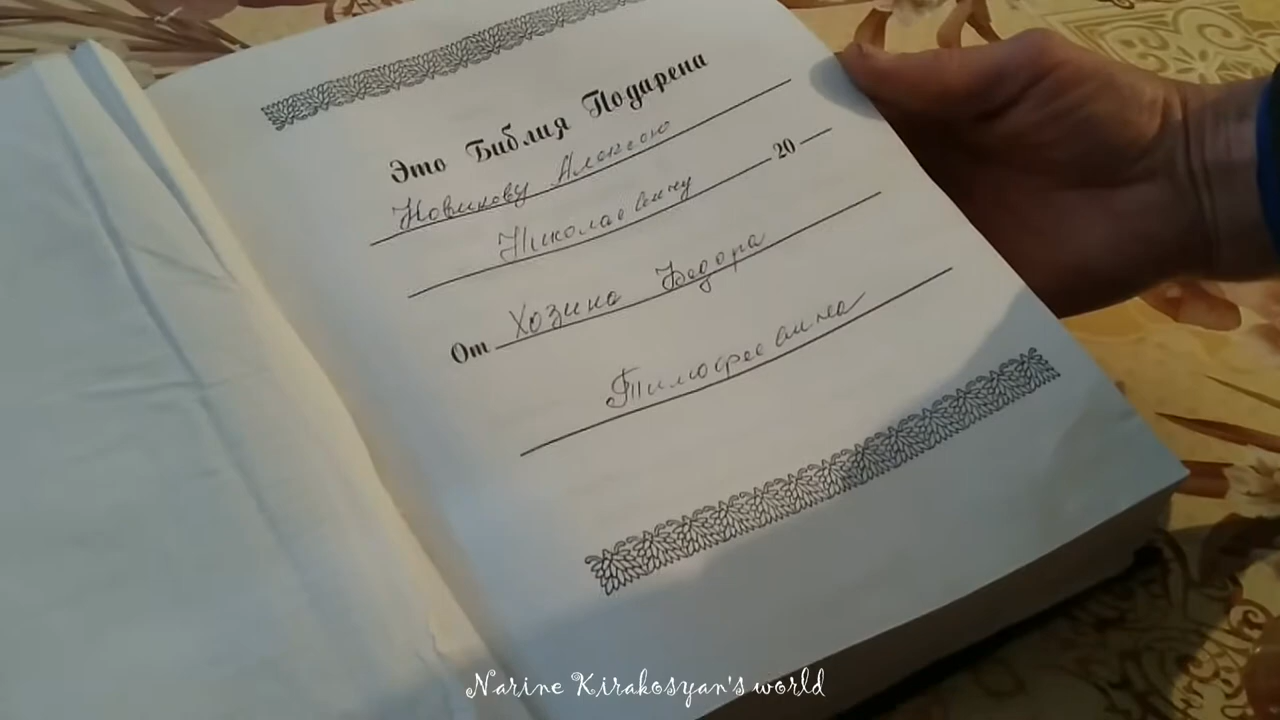 Это Библия Подарена
Новикову Алексею
Николаевичу 20
От Хозина Федора
Тимофеевича
Narine Kirakosyan's world